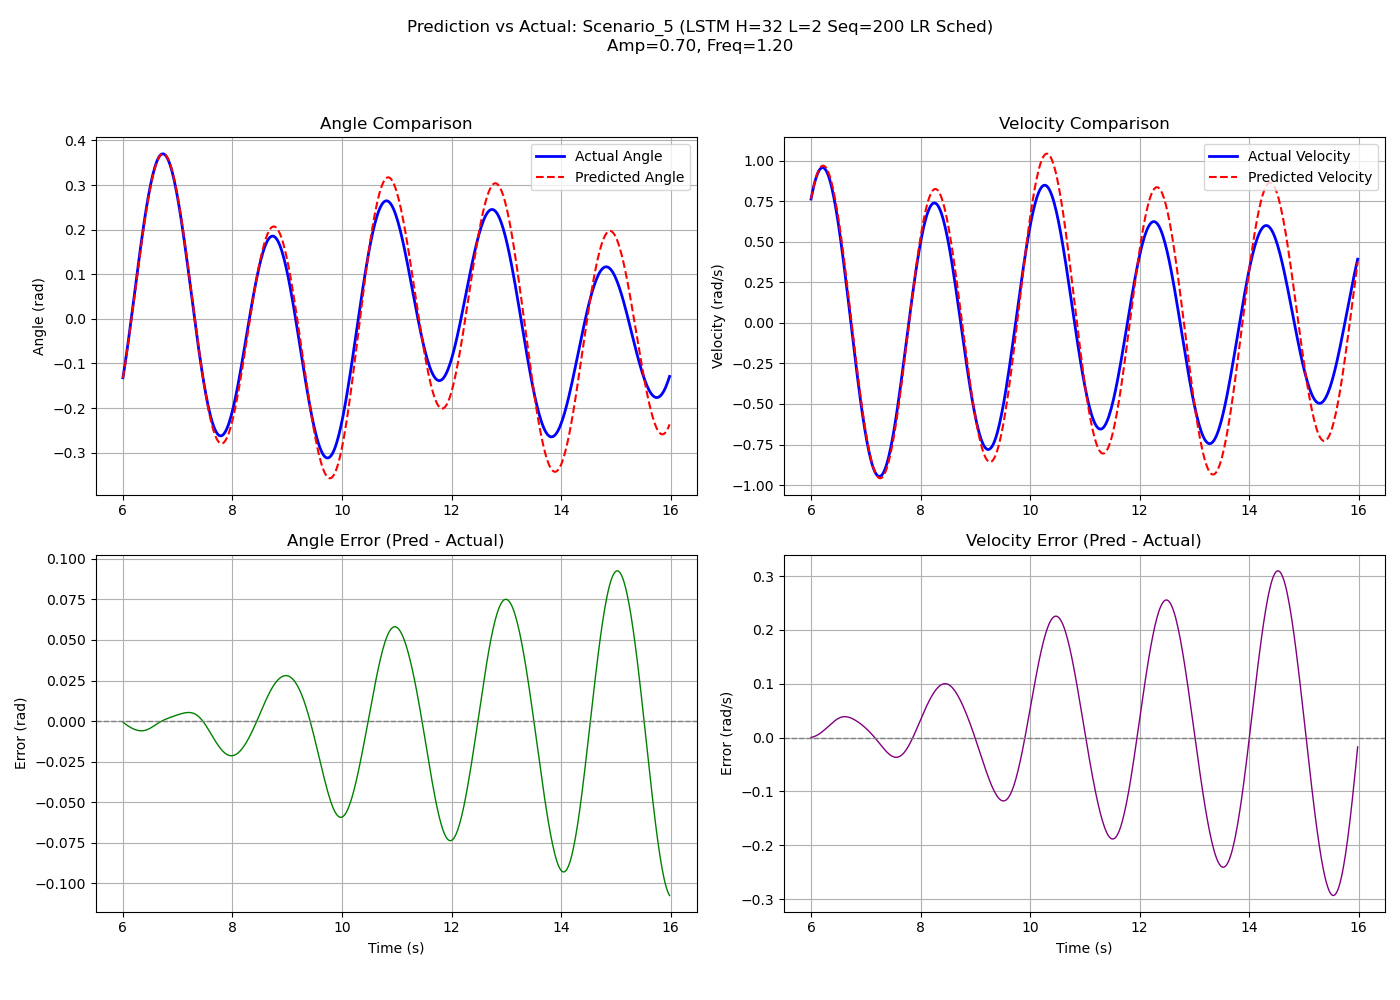 Prediction vs Actual: Scenario_5 (LSTM H=32 L=2 Seq=200 LR Sched)
Amp=0.70, Freq=1.20
Angle Comparison
Angle (rad)
0.4
0.3
0.2
0.1
0.0
−0.1
−0.2
−0.3
Actual Angle
Predicted Angle
6 8 10 12 14 16
Velocity Comparison
Velocity (rad/s)
1.00
0.75
0.50
0.25
0.00
−0.25
−0.50
−0.75
−1.00
Actual Velocity
Predicted Velocity
6 8 10 12 14 16
Angle Error (Pred - Actual)
Error (rad)
0.100
0.075
0.050
0.025
0.000
−0.025
−0.050
−0.075
−0.100
6 8 10 12 14 16
Time (s)
Velocity Error (Pred - Actual)
Error (rad/s)
0.3
0.2
0.1
0.0
−0.1
−0.2
−0.3
6 8 10 12 14 16
Time (s)